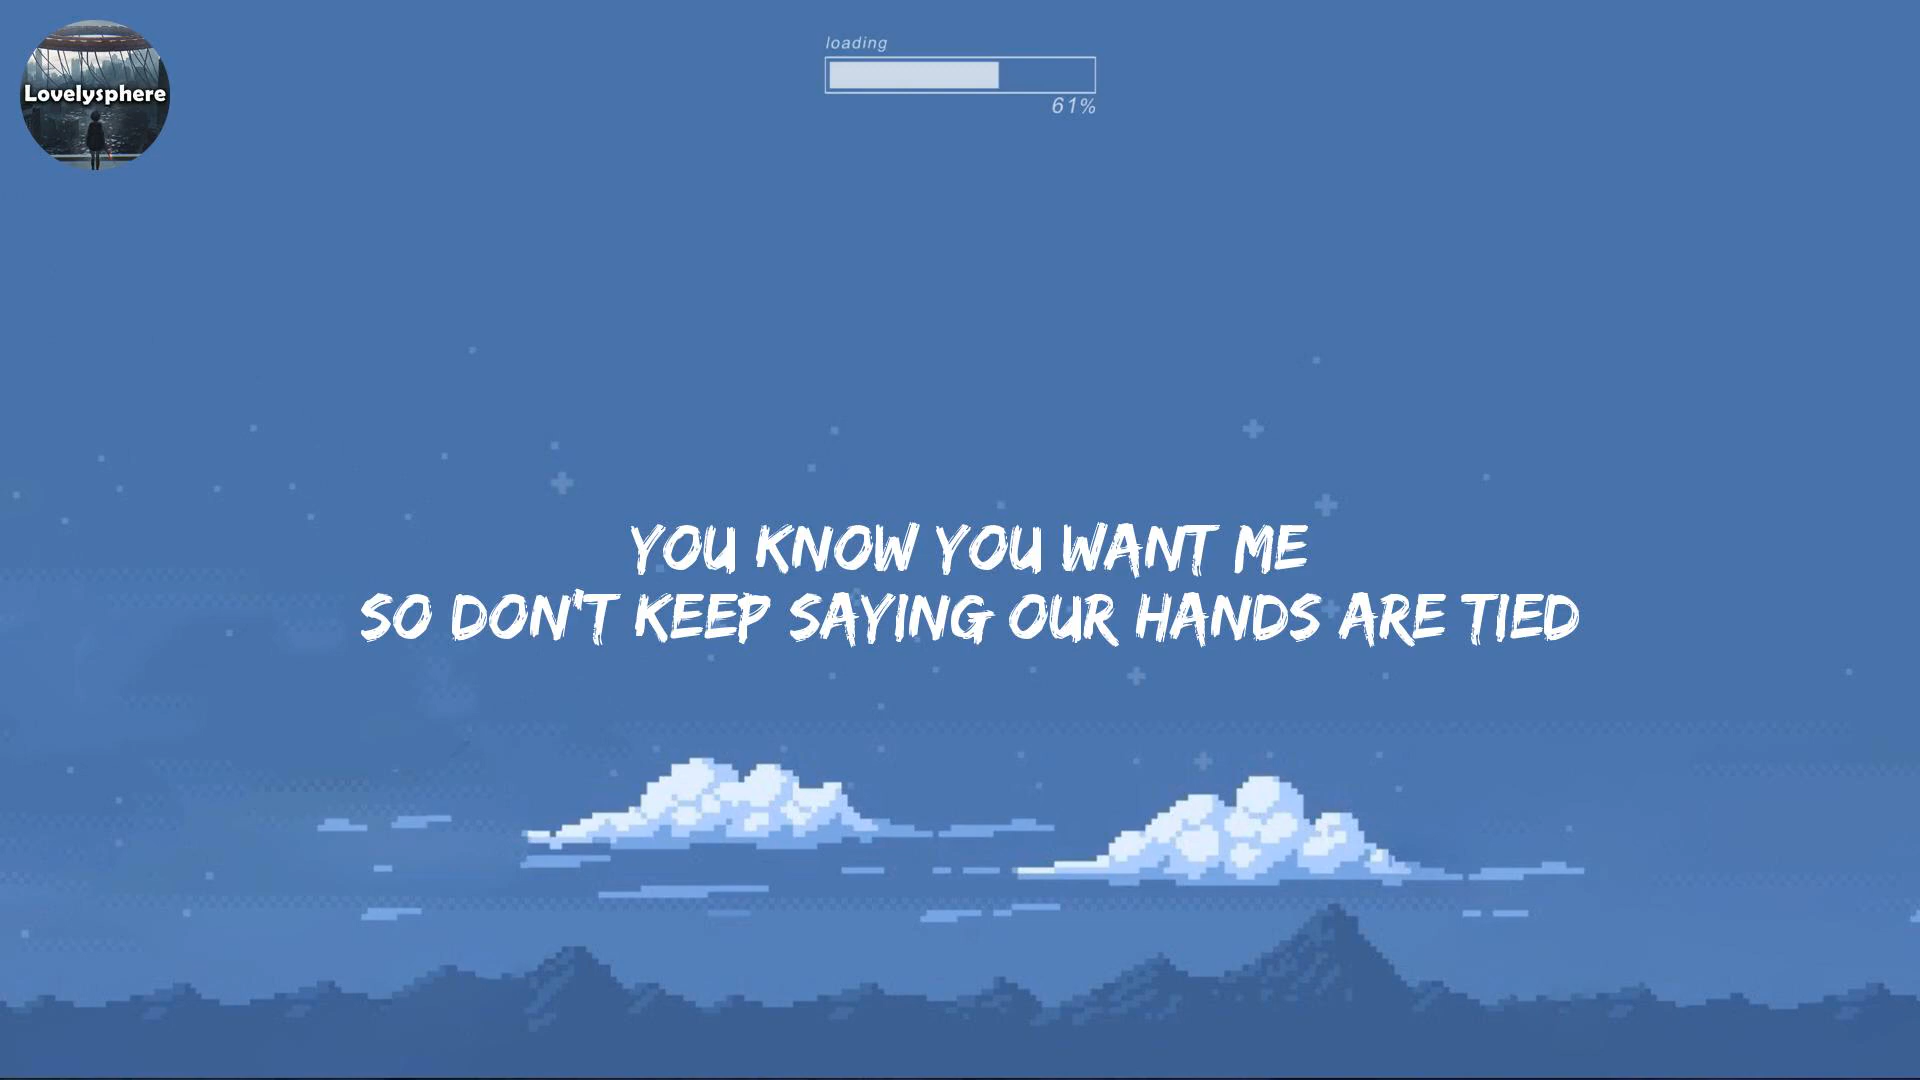 Lovelysphere
loading
61%
YOU KNOW YOU WANT ME
SO DON'T KEEP SAYING OUR HANDS ARE TIED